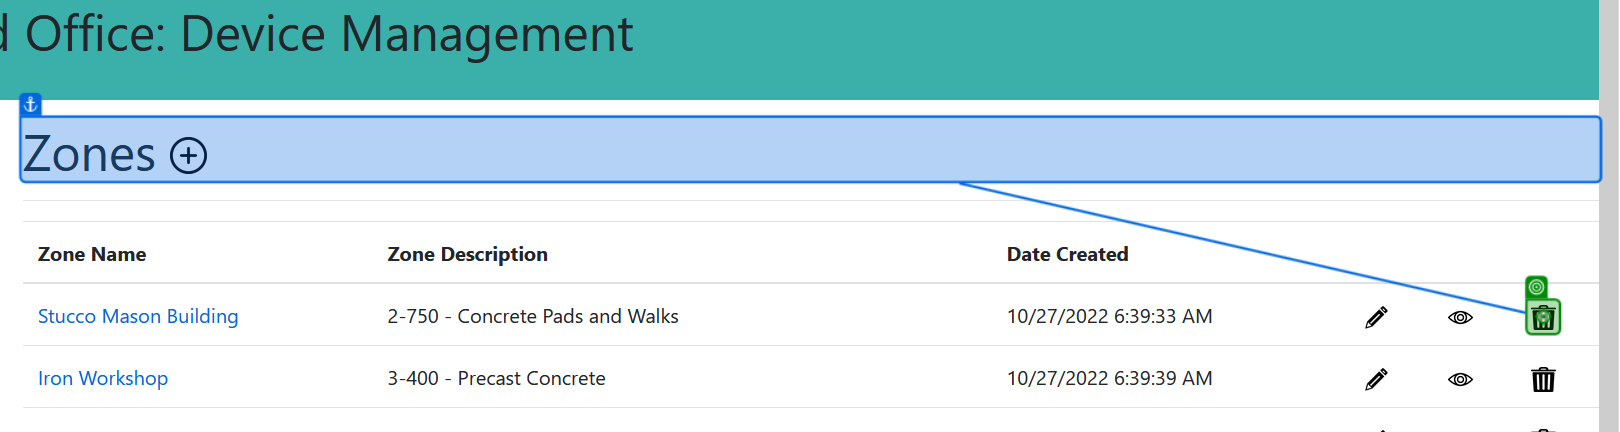 Office: Device Management
Zones
Zone Name Zone Description Date Created
Stucco Mason Building 2-750 - Concrete Pads and Walks 10/27/2022 6:39:33 AM
Iron Workshop 3-400 - Precast Concrete 10/27/2022 6:39:39 AM